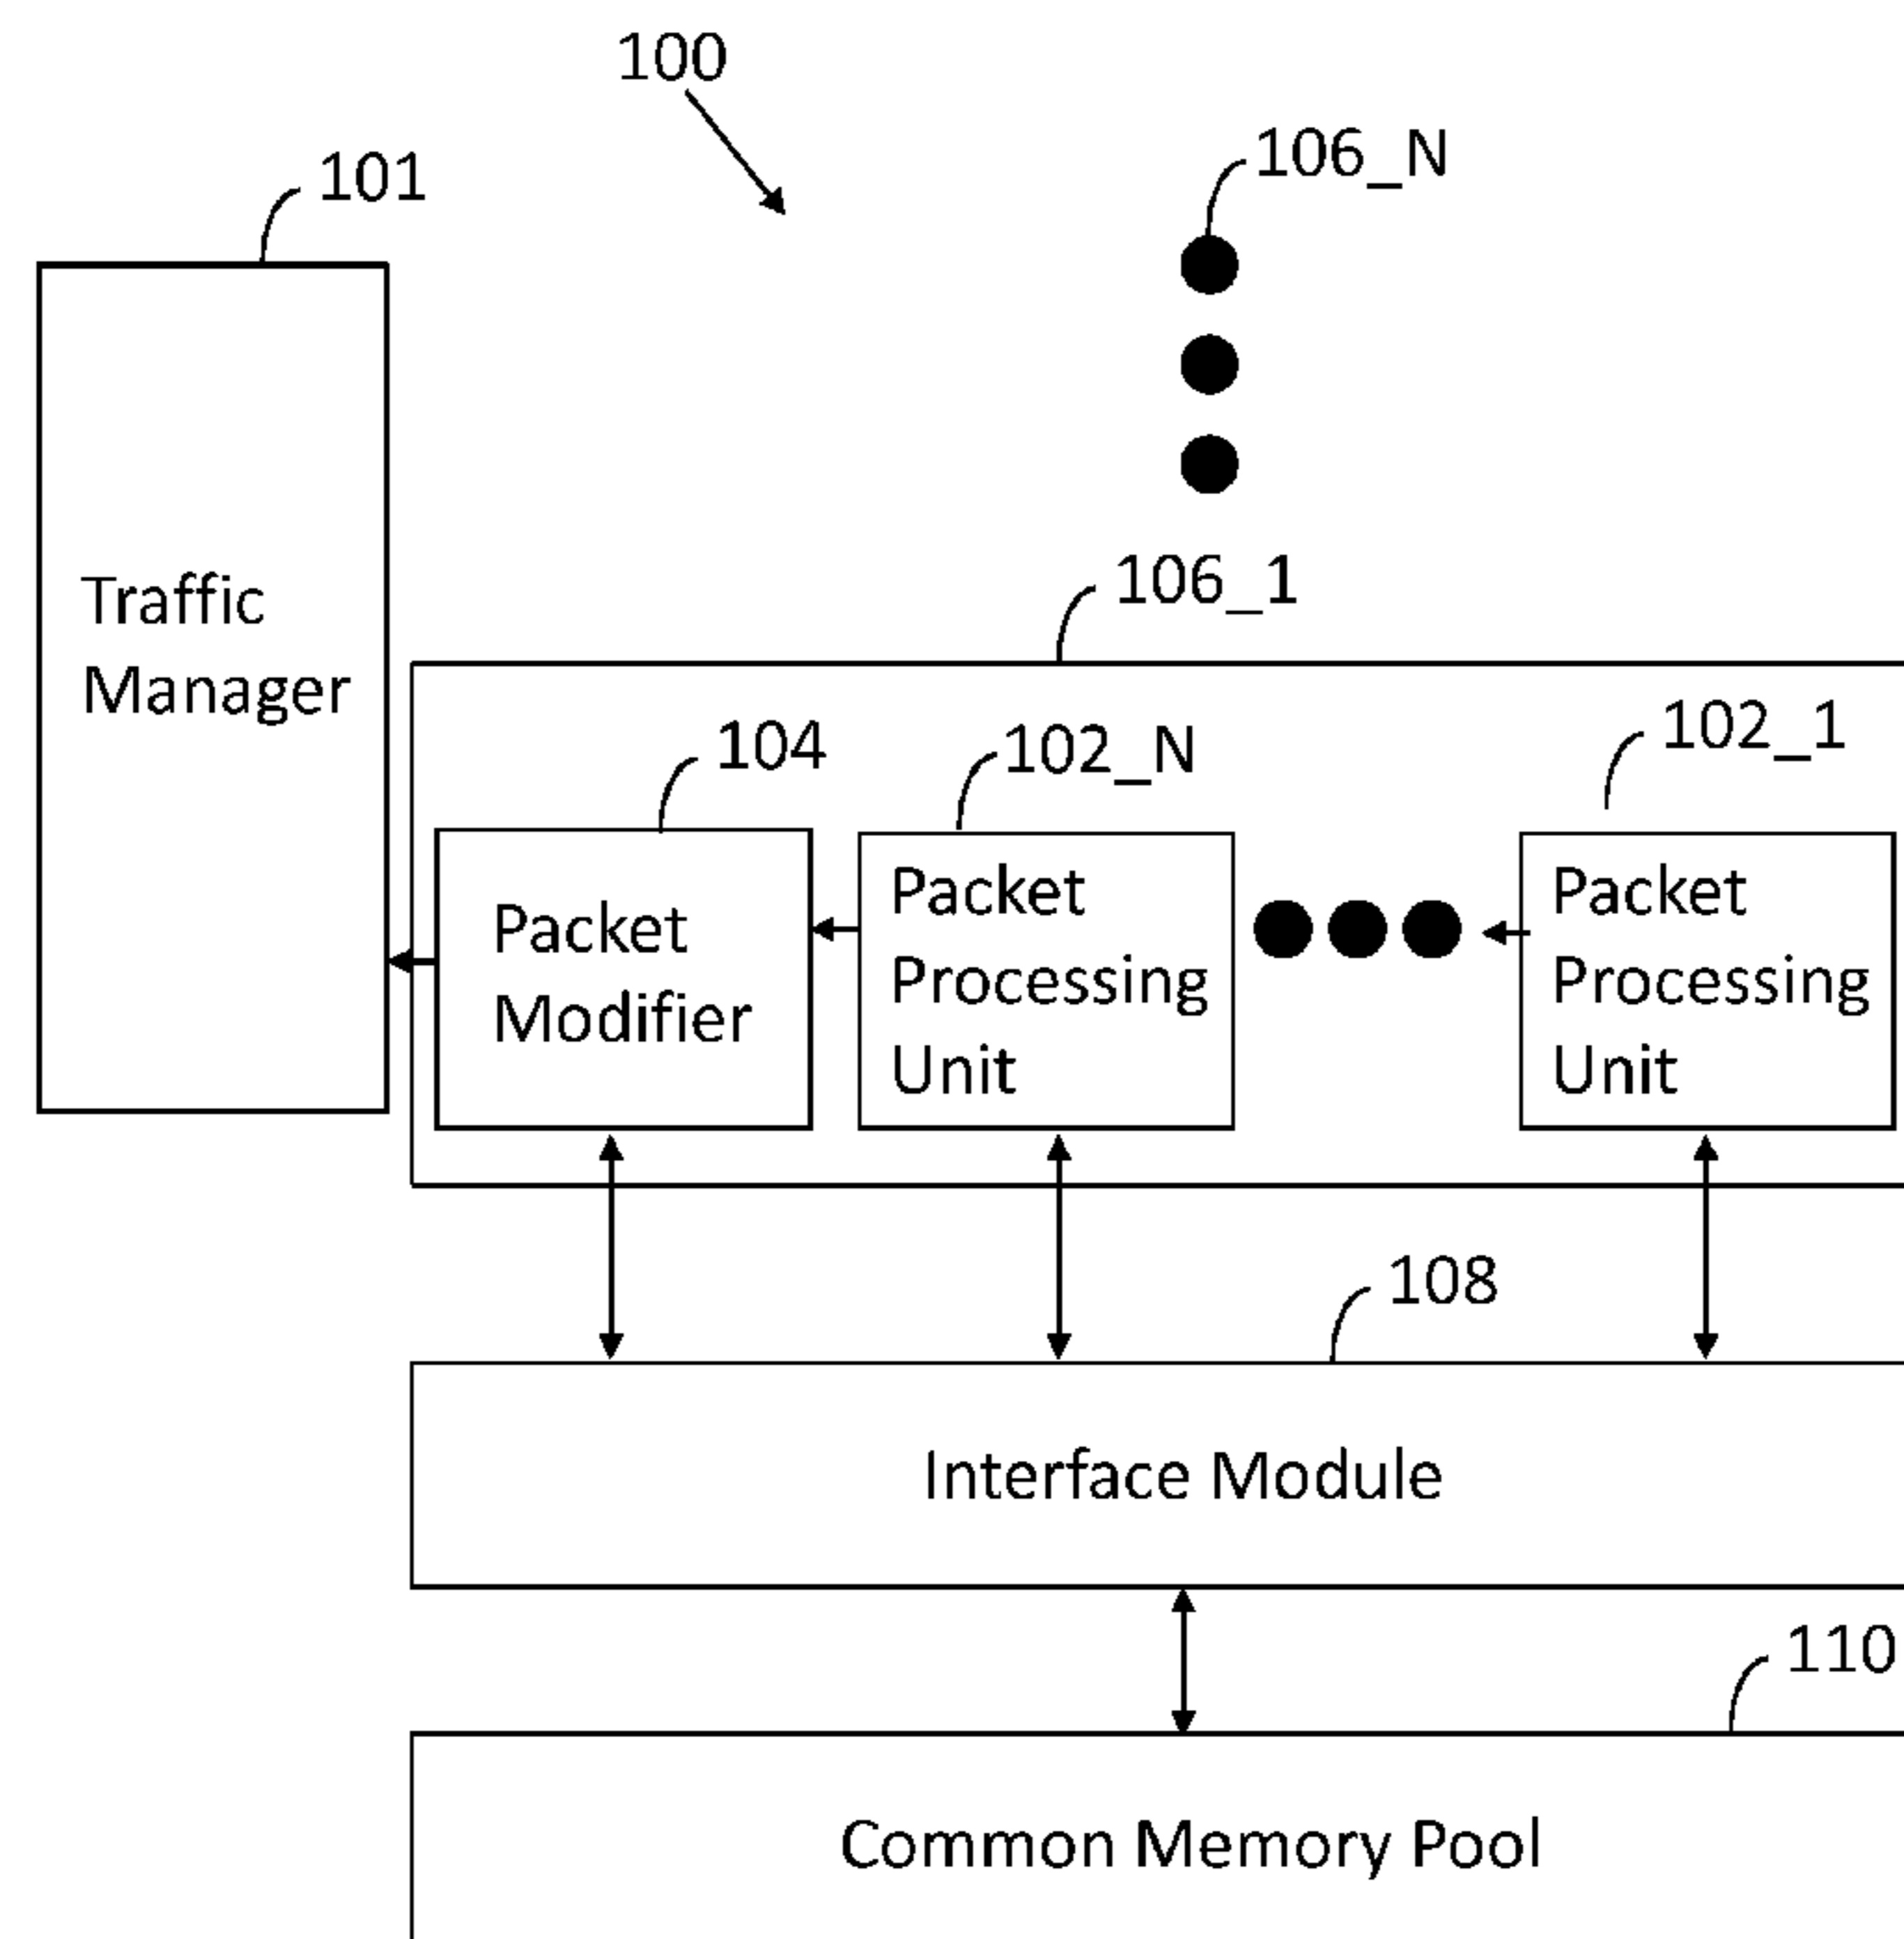 100
106_N
101
106_1
Traffic
Manager
104
102_N
102_1
Packet
Modifier
Packet
Processing
Unit
Packet
Processing
Unit
108
Interface Module
110
Common Memory Pool